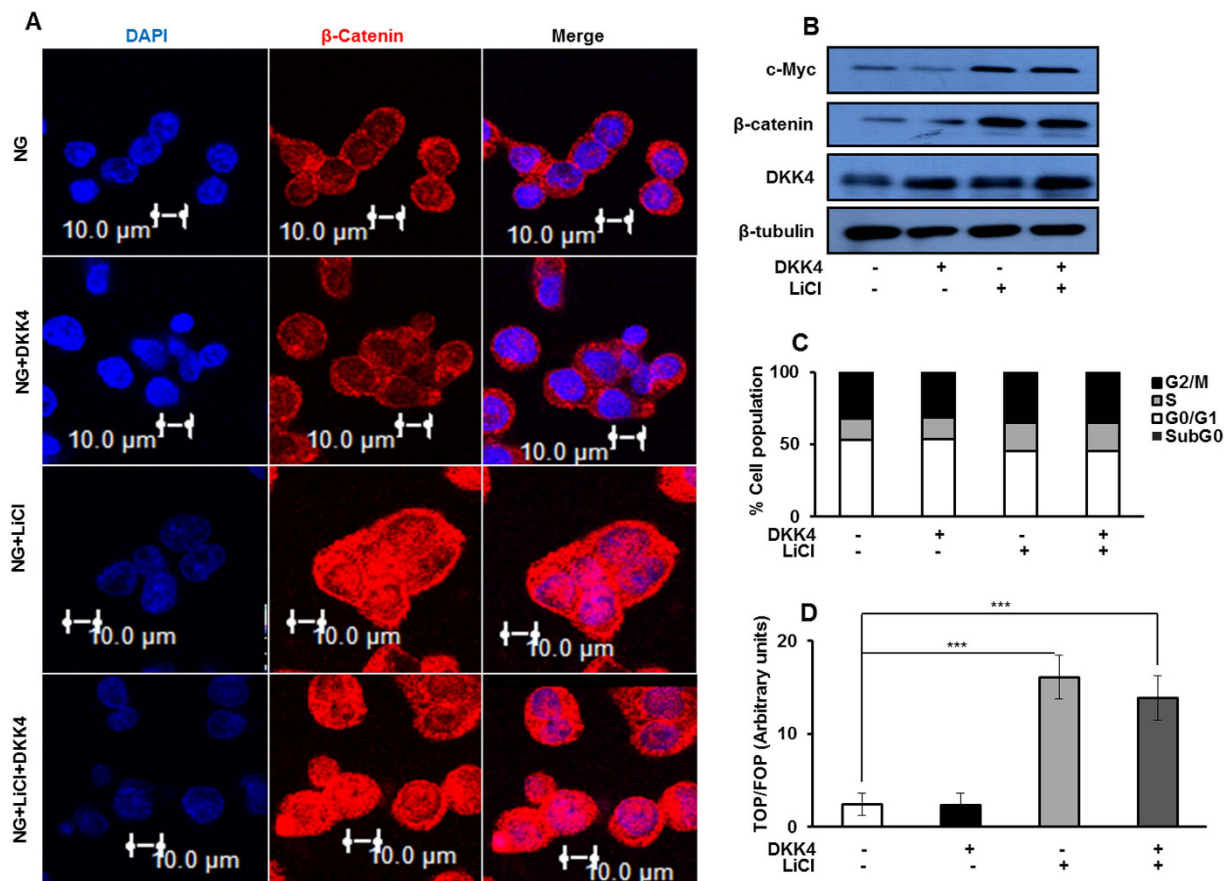 A
DAPI
β-Catenin
Merge
NG
10.0 µm
10.0 µm
10.0 µm
NG+DKK4
10.0 µm
10.0 µm
10.0 µm
NG+LiCl
10.0 µm
10.0 µm
10.0 µm
NG+LiCl+DKK4
10.0 µm
10.0 µm
10.0 µm
B
c-Myc
β-catenin
DKK4
β-tubulin
DKK4 - + - +
LiCl - - + +
C
% Cell population
100
50
0
G2/M
S
G0/G1
SubG0
DKK4 - + - +
LiCl - - + +
D
TOP/FOP (Arbitrary units)
20
10
0
***
***
DKK4 - + - +
LiCl - - + +